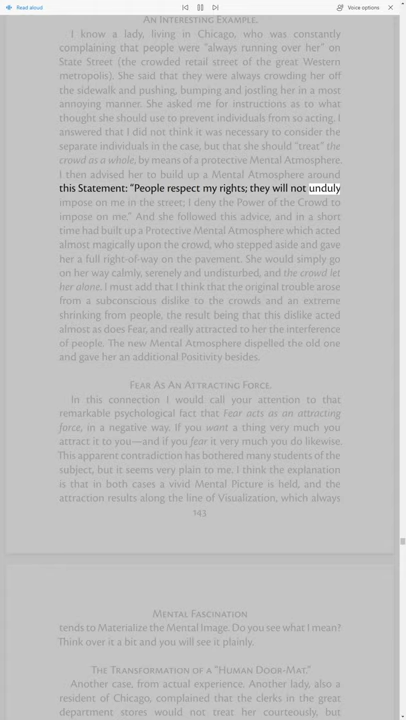 Read aloud
Voice options
AN INTERESTING EXAMPLE.
I know a lady, living in Chicago, who was constantly
complaining that people were "always running over her" on
State Street (the crowded retail street of the great Western
metropolis). She said that they were always crowding her off
the sidewalk and pushing, bumping and jostling her in a most
annoying manner. She asked me for instructions as to what
thought she should use to prevent individuals from so acting. I
answered that I did not think it was necessary to consider the
separate individuals in the case, but that she should "treat" the
crowd as a whole, by means of a protective Mental Atmosphere.
I then advised her to build up a Mental Atmosphere around
this Statement: "People respect my rights; they will not unduly
impose on me in the street; I deny the Power of the Crowd to
impose on me." And she followed this advice, and in a short
time had built up a Protective Mental Atmosphere which acted
almost magically upon the crowd, who stepped aside and gave
her a full right-of-way on the pavement. She would simply go
on her way calmly, serenely and undisturbed, and the crowd let
her alone. I must add that I think that the original trouble arose
from a subconscious dislike to the crowds and an extreme
shrinking from people, the result being that this dislike acted
almost as does Fear, and really attracted to her the interference
of people. The new Mental Atmosphere dispelled the old one
and gave her an additional Positivity besides.
FEAR AS AN ATTRACTING FORCE.
In this connection I would call your attention to that
remarkable psychological fact that Fear acts as an attracting
force, in a negative way. If you want a thing very much you
attract it to you—and if you fear it very much you do likewise.
This apparent contradiction has bothered many students of the
subject, but it seems very plain to me. I think the explanation
is that in both cases a vivid Mental Picture is held, and the
attraction results along the line of Visualization, which always
143
MENTAL FASCINATION
tends to Materialize the Mental Image. Do you see what I mean?
Think over it a bit and you will see it plainly.
THE TRANSFORMATION OF A "HUMAN DOOR-MAT."
Another case, from actual experience. Another lady, also a
resident of Chicago, complained that the clerks in the great
department stores would not treat her courteously, but